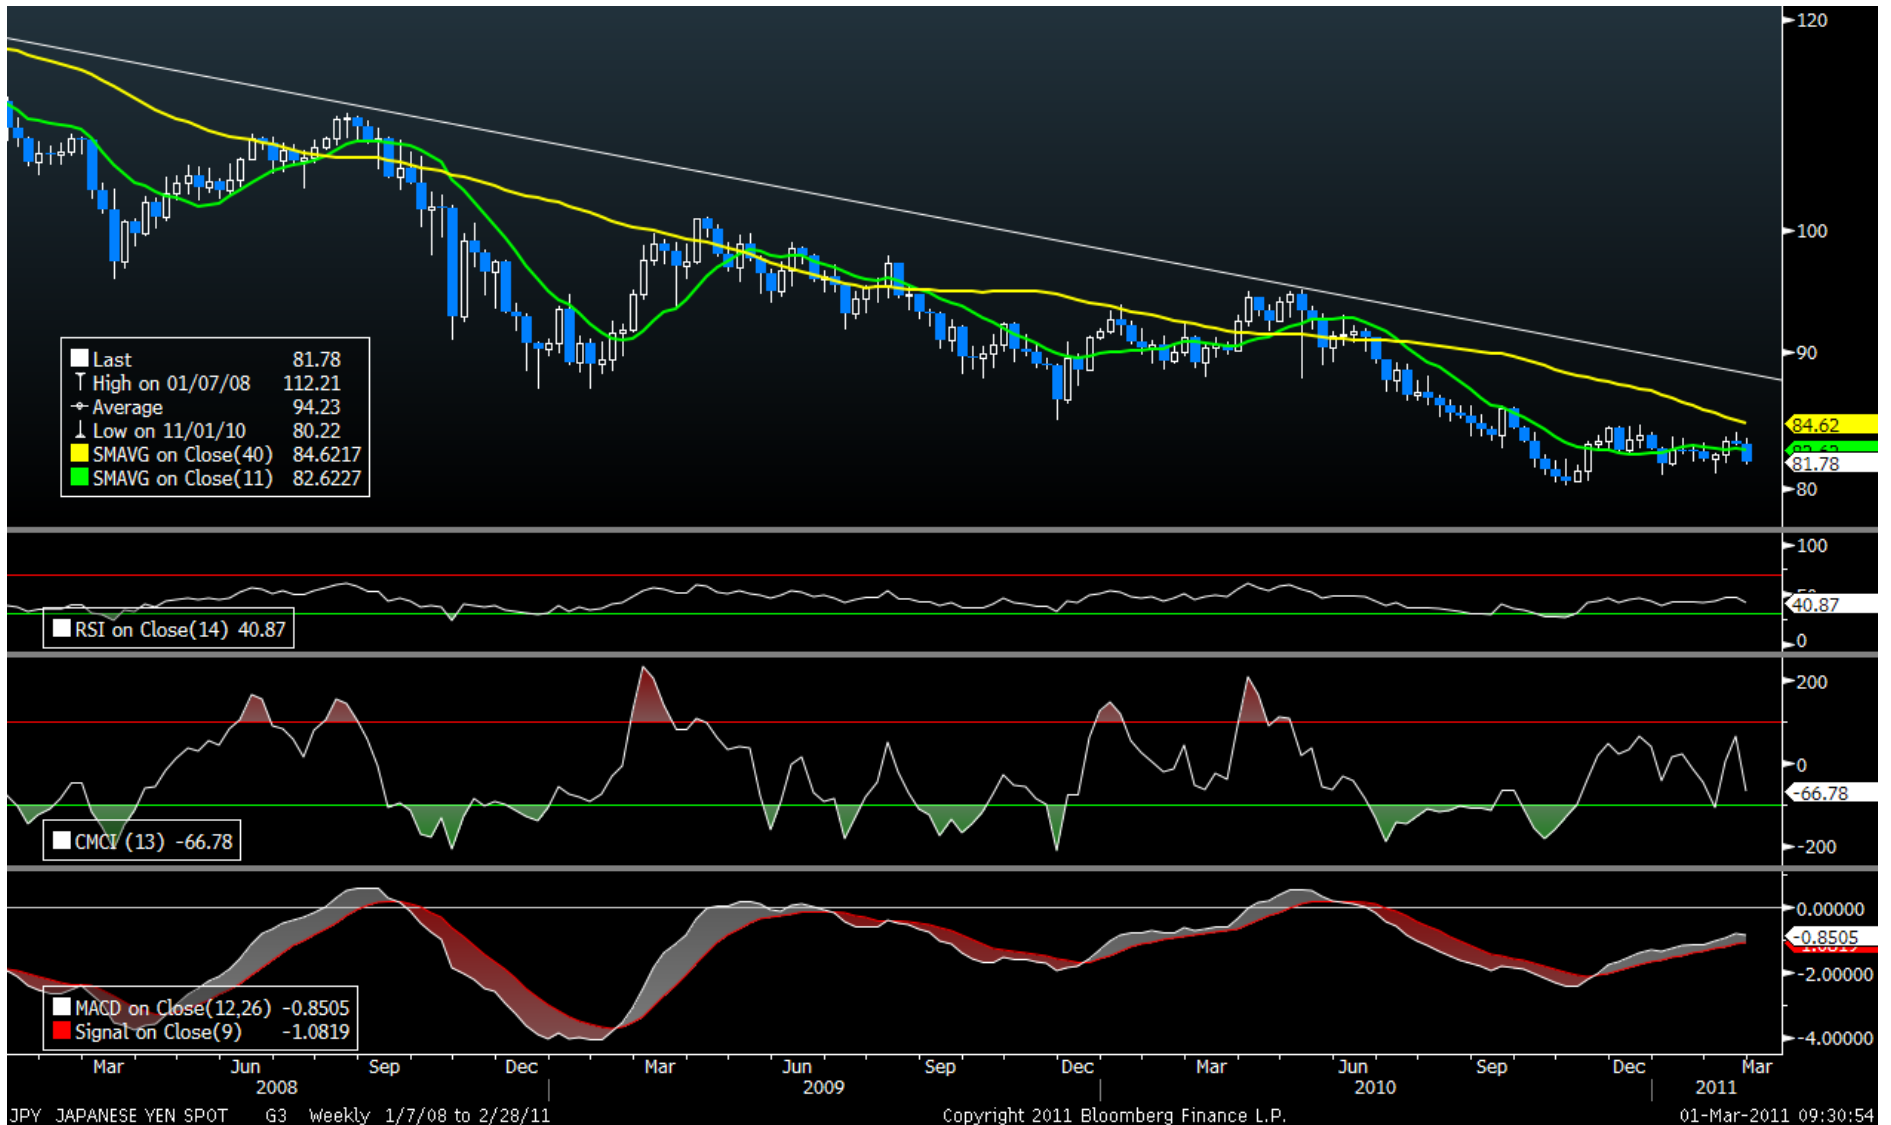 120
100
90
84.62
81.78
80
Last 81.78
High on 01/07/08 112.21
Average 94.23
Low on 11/01/10 80.22
SMAVG on Close(40) 84.6217
SMAVG on Close(11) 82.6227
100
40.87
0
RSI on Close(14) 40.87
200
0
-66.78
-200
CMCI (13) -66.78
0.00000
-0.8505
-2.00000
-4.00000
MACD on Close(12,26) -0.8505
Signal on Close(9) -1.0819
Mar Jun Sep Dec Mar Jun Sep Dec Mar Jun Sep Dec Mar
2008 2009 2010 2011
JPY JAPANESE YEN SPOT G3 Weekly 1/7/08 to 2/28/11 Copyright 2011 Bloomberg Finance L.P. 01-Mar-2011 09:30:54